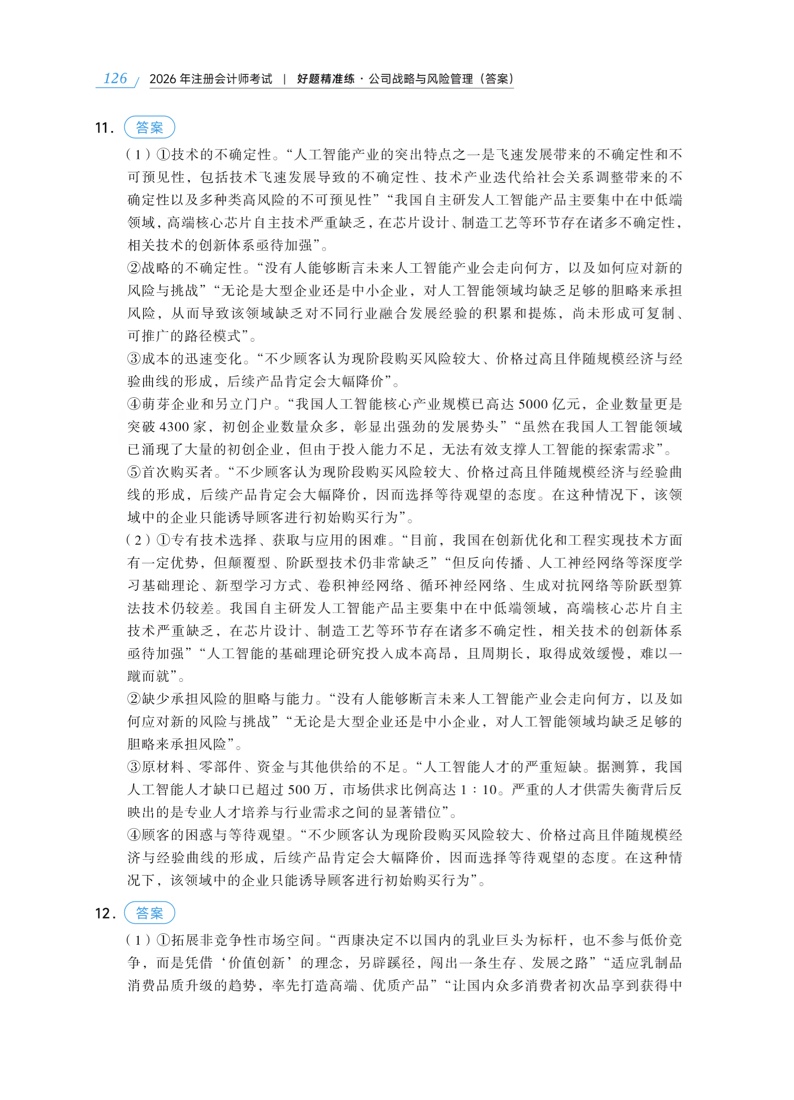 126 2026 年注册会计师考试 | 好题精准练·公司战略与风险管理（答案）
11. 答案
（1）①技术的不确定性。“人工智能产业的突出特点之一是飞速发展带来的不确定性和不
可预见性，包括技术飞速发展导致的不确定性、技术产业迭代给社会关系调整带来的不
确定性以及多种类高风险的不可预见性”“我国自主研发人工智能产品主要集中在中低端
领域，高端核心芯片自主技术严重缺乏，在芯片设计、制造工艺等环节存在诸多不确定性，
相关技术的创新体系亟待加强”。
②战略的不确定性。“没有人能够断言未来人工智能产业会走向何方，以及如何应对新的
风险与挑战”“无论是大型企业还是中小企业，对人工智能领域均缺乏足够的胆略来承担
风险，从而导致该领域缺乏对不同行业融合发展经验的积累和提炼，尚未形成可复制、
可推广的路径模式”。
③成本的迅速变化。“不少顾客认为现阶段购买风险较大、价格过高且伴随规模经济与经
验曲线的形成，后续产品肯定会大幅降价”。
④萌芽企业和另立门户。“我国人工智能核心产业规模已高达 5000 亿元，企业数量更是
突破 4300 家，初创企业数量众多，彰显出强劲的发展势头”“虽然在我国人工智能领域
已涌现了大量的初创企业，但由于投入能力不足，无法有效支撑人工智能的探索需求”。
⑤首次购买者。“不少顾客认为现阶段购买风险较大、价格过高且伴随规模经济与经验曲
线的形成，后续产品肯定会大幅降价，因而选择等待观望的态度。在这种情况下，该领
域中的企业只能诱导顾客进行初始购买行为”。
（2）①专有技术选择、获取与应用的困难。“目前，我国在创新优化和工程实现技术方面
有一定优势，但颠覆型、阶跃型技术仍非常缺乏”“但反向传播、人工神经网络等深度学
习基础理论、新型学习方式、卷积神经网络、循环神经网络、生成对抗网络等阶跃型算
法技术仍较差。我国自主研发人工智能产品主要集中在中低端领域，高端核心芯片自主
技术严重缺乏，在芯片设计、制造工艺等环节存在诸多不确定性，相关技术的创新体系
亟待加强”“人工智能的基础理论研究投入成本高昂，且周期长，取得成效缓慢，难以一
蹴而就”。
②缺少承担风险的胆略与能力。“没有人能够断言未来人工智能产业会走向何方，以及如
何应对新的风险与挑战”“无论是大型企业还是中小企业，对人工智能领域均缺乏足够的
胆略来承担风险”。
③原材料、零部件、资金与其他供给的不足。“人工智能人才的严重短缺。据测算，我国
人工智能人才缺口已超过 500 万，市场供求比例高达 1∶10。严重的人才供需失衡背后反
映出的是专业人才培养与行业需求之间的显著错位”。
④顾客的困惑与等待观望。“不少顾客认为现阶段购买风险较大、价格过高且伴随规模经
济与经验曲线的形成，后续产品肯定会大幅降价，因而选择等待观望的态度。在这种情
况下，该领域中的企业只能诱导顾客进行初始购买行为”。
12. 答案
（1）①拓展非竞争性市场空间。“西康决定不以国内的乳业巨头为标杆，也不参与低价竞
争，而是凭借‘价值创新’的理念，另辟蹊径，闯出一条生存、发展之路”“适应乳制品
消费品质升级的趋势，率先打造高端、优质产品”“让国内众多消费者初次品享到获得中